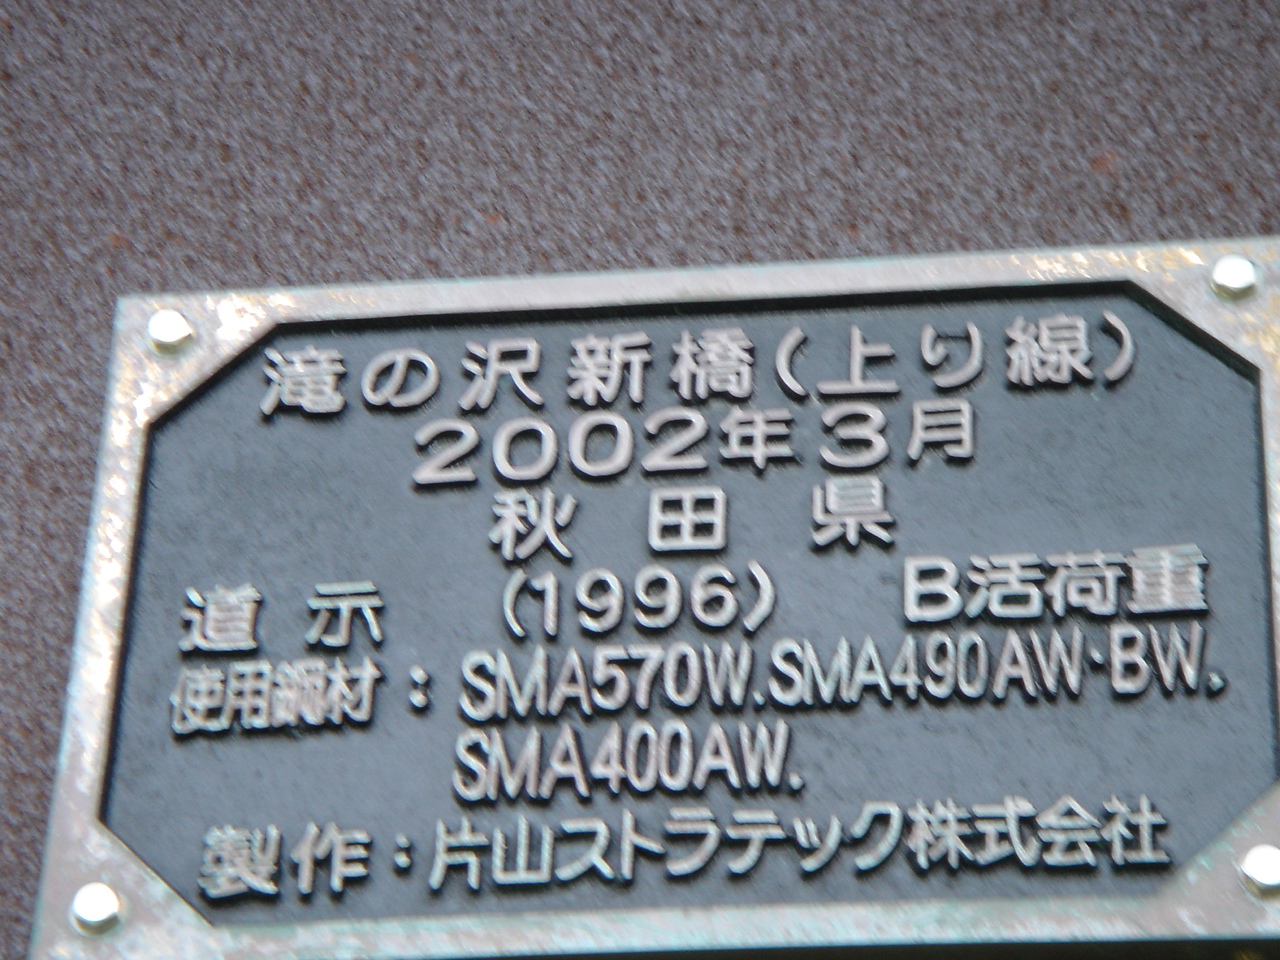 滝の沢新橋(上り線)
2002年3月
秋田県
道示 (1996) B活荷重
使用鋼材:SMA570W.SMA490AW・BW.
SMA400AW.
製作:片山ストラテック株式会社